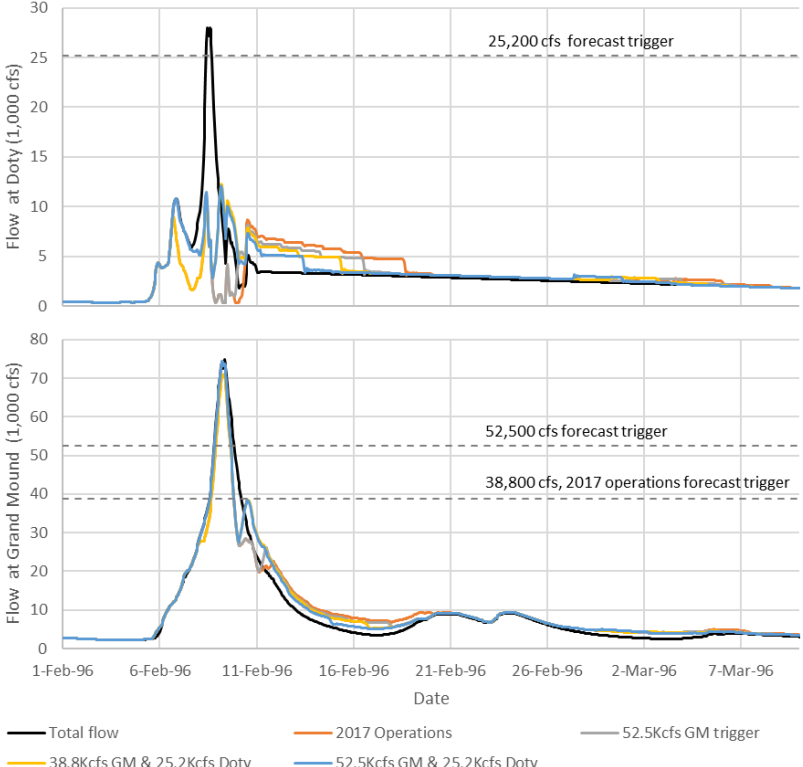 30
25,200 cfs forecast trigger
25
20
15
10
5
0
Flow at Doty (1,000 cfs)
80
70
60
52,500 cfs forecast trigger
50
38,800 cfs, 2017 operations forecast trigger
40
30
20
10
0
Flow at Grand Mound (1,000 cfs)
1-Feb-96 6-Feb-96 11-Feb-96 16-Feb-96 21-Feb-96 26-Feb-96 2-Mar-96 7-Mar-96
Date
Total flow 2017 Operations 52.5Kcfs GM trigger
38.8Kcfs GM & 25.2Kcfs Doty 52.5Kcfs GM & 25.2Kcfs Doty